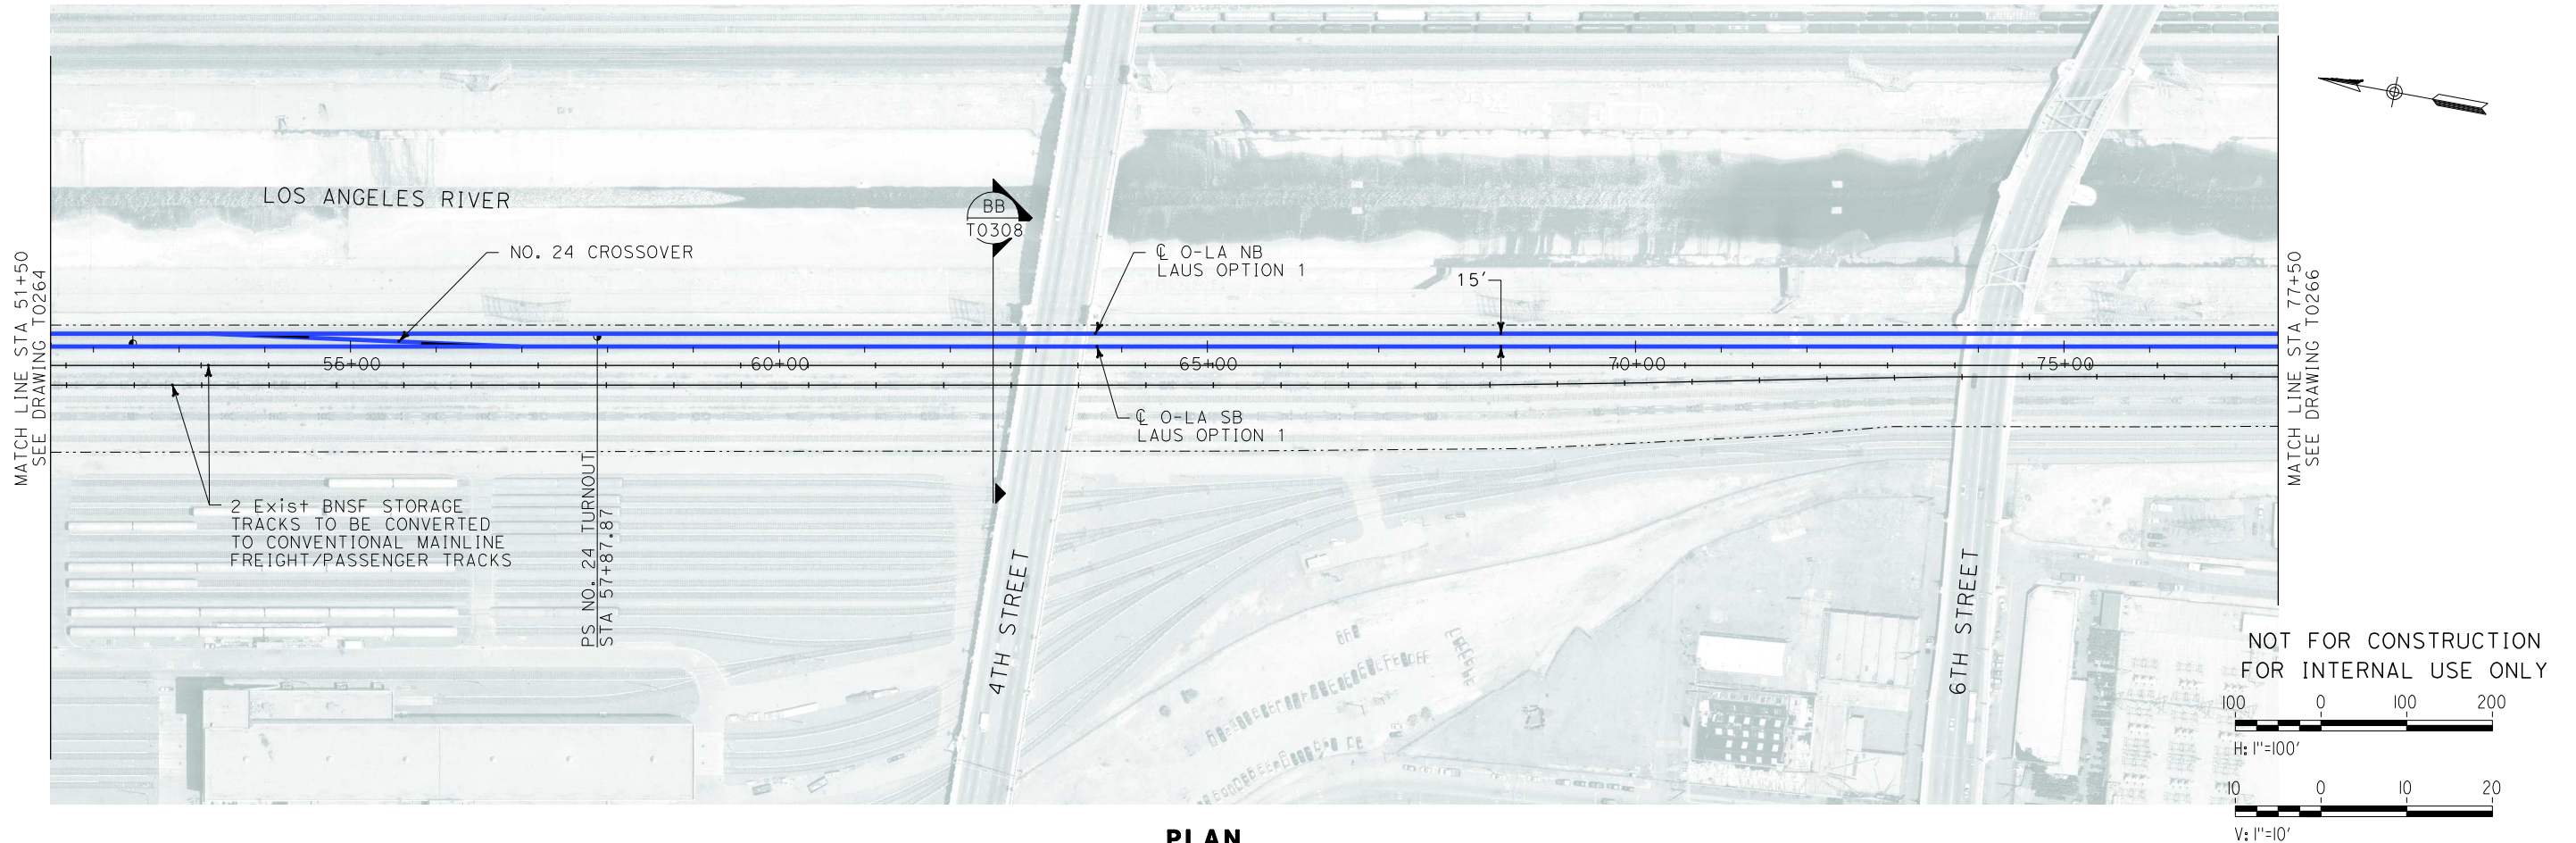 LOS ANGELES RIVER
BB
T0308
NO. 24 CROSSOVER
℄ O-LA NB
LAUS OPTION 1
15'
MATCH LINE STA 51+50
SEE DRAWING T0264
MATCH LINE STA 77+50
SEE DRAWING T0266
55+00
60+00
65+00
70+00
75+00
℄ O-LA SB
LAUS OPTION 1
2 Exist BNSF STORAGE
TRACKS TO BE CONVERTED
TO CONVENTIONAL MAINLINE
FREIGHT/PASSENGER TRACKS
PS NO. 24 TURNOUT
STA 57+87.87
4TH STREET
6TH STREET
NOT FOR CONSTRUCTION
FOR INTERNAL USE ONLY
100 0 100 200
H: 1"=100'
10 0 10 20
V: 1"=10'
PLAN